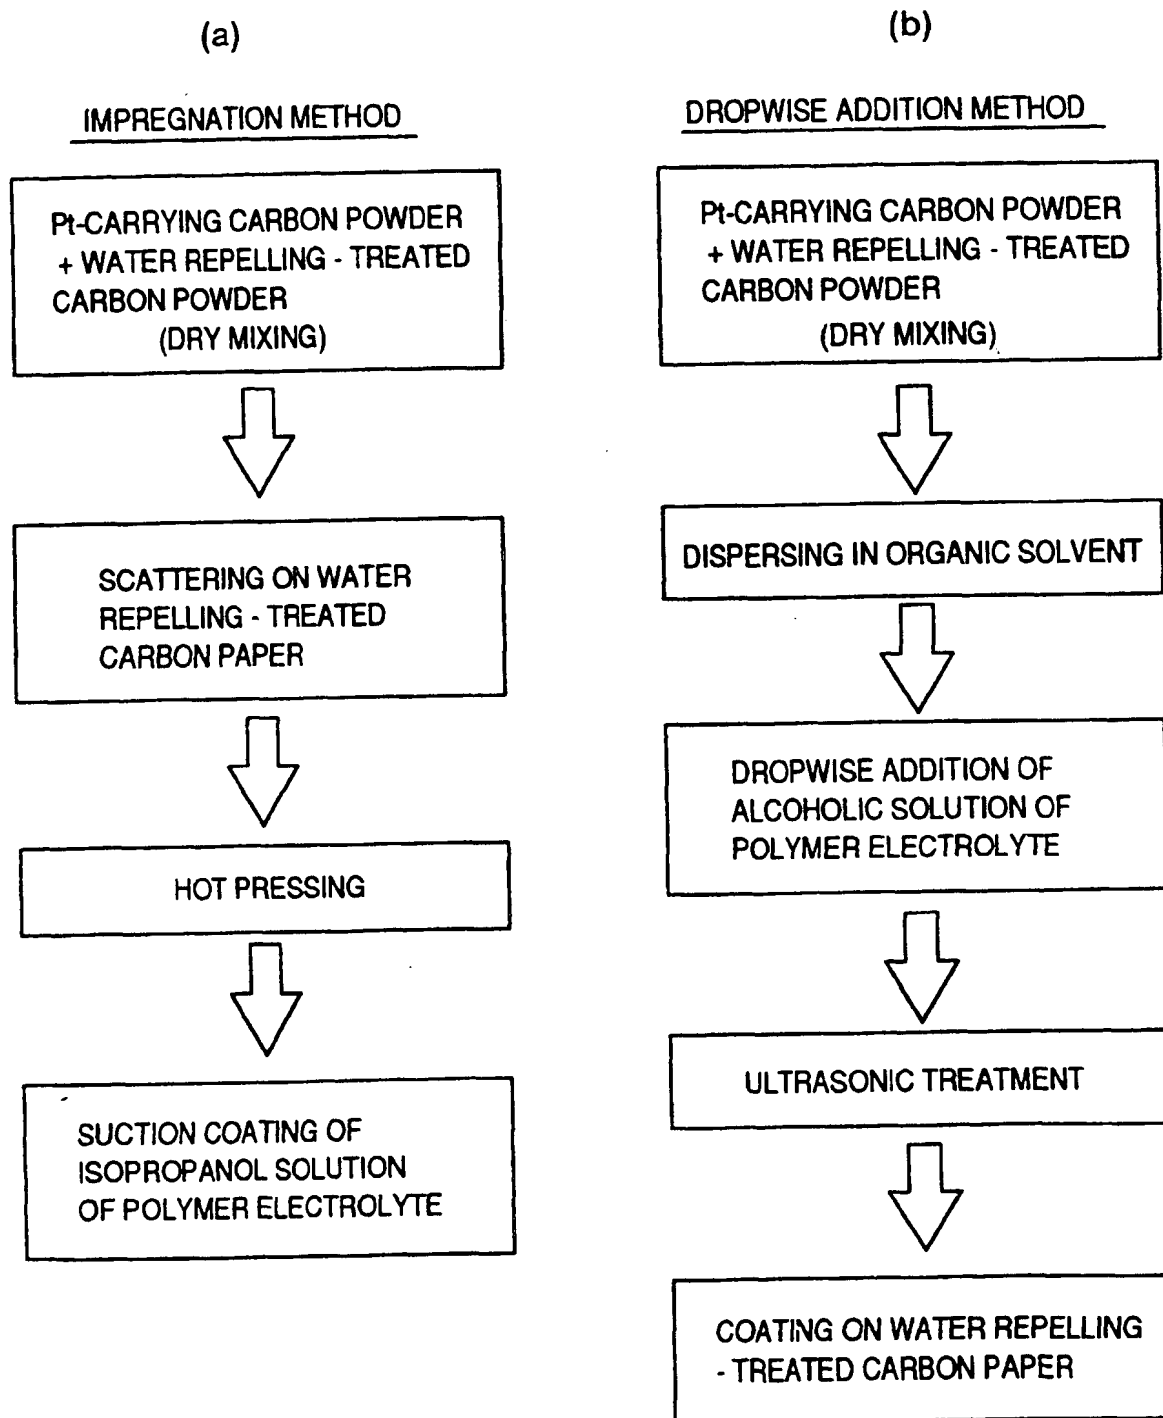 (a)
IMPREGNATION METHOD
Pt-CARRYING CARBON POWDER
+ WATER REPELLING - TREATED
CARBON POWDER
(DRY MIXING)
SCATTERING ON WATER
REPELLING - TREATED
CARBON PAPER
HOT PRESSING
SUCTION COATING OF
ISOPROPANOL SOLUTION
OF POLYMER ELECTROLYTE
(b)
DROPWISE ADDITION METHOD
Pt-CARRYING CARBON POWDER
+ WATER REPELLING - TREATED
CARBON POWDER
(DRY MIXING)
DISPERSING IN ORGANIC SOLVENT
DROPWISE ADDITION OF
ALCOHOLIC SOLUTION OF
POLYMER ELECTROLYTE
ULTRASONIC TREATMENT
COATING ON WATER REPELLING
- TREATED CARBON PAPER